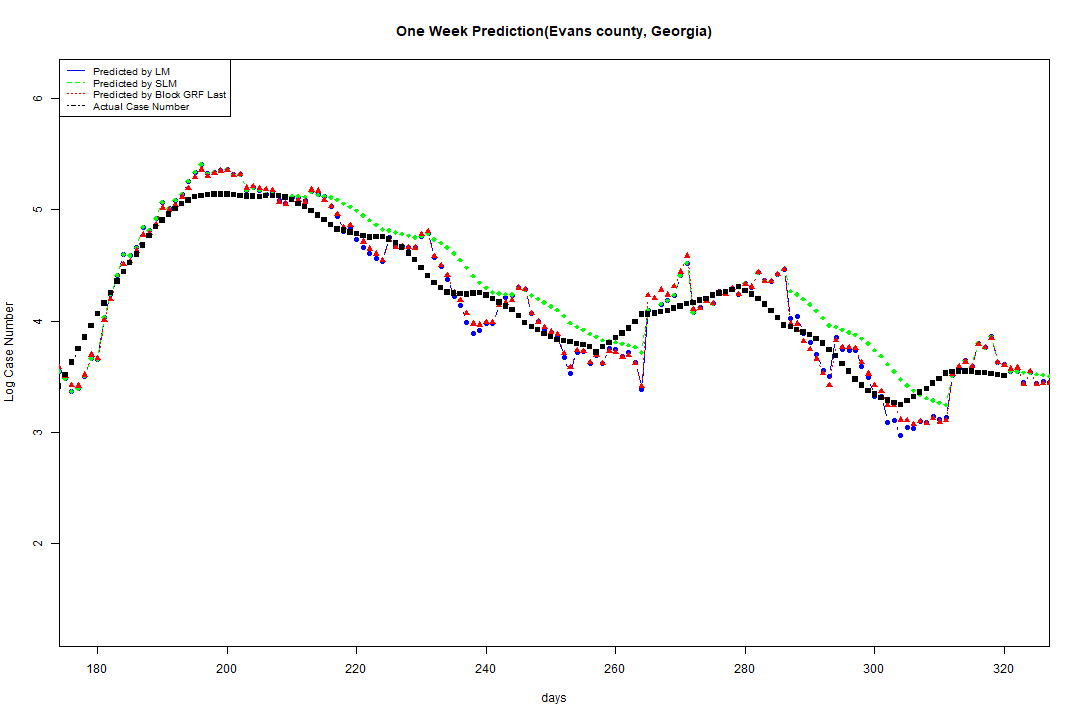 One Week Prediction(Evans county, Georgia)
Predicted by LM
Predicted by SLM
Predicted by Block GRF Last
Actual Case Number
6
5
4
3
2
Log Case Number
180 200 220 240 260 280 300 320
days